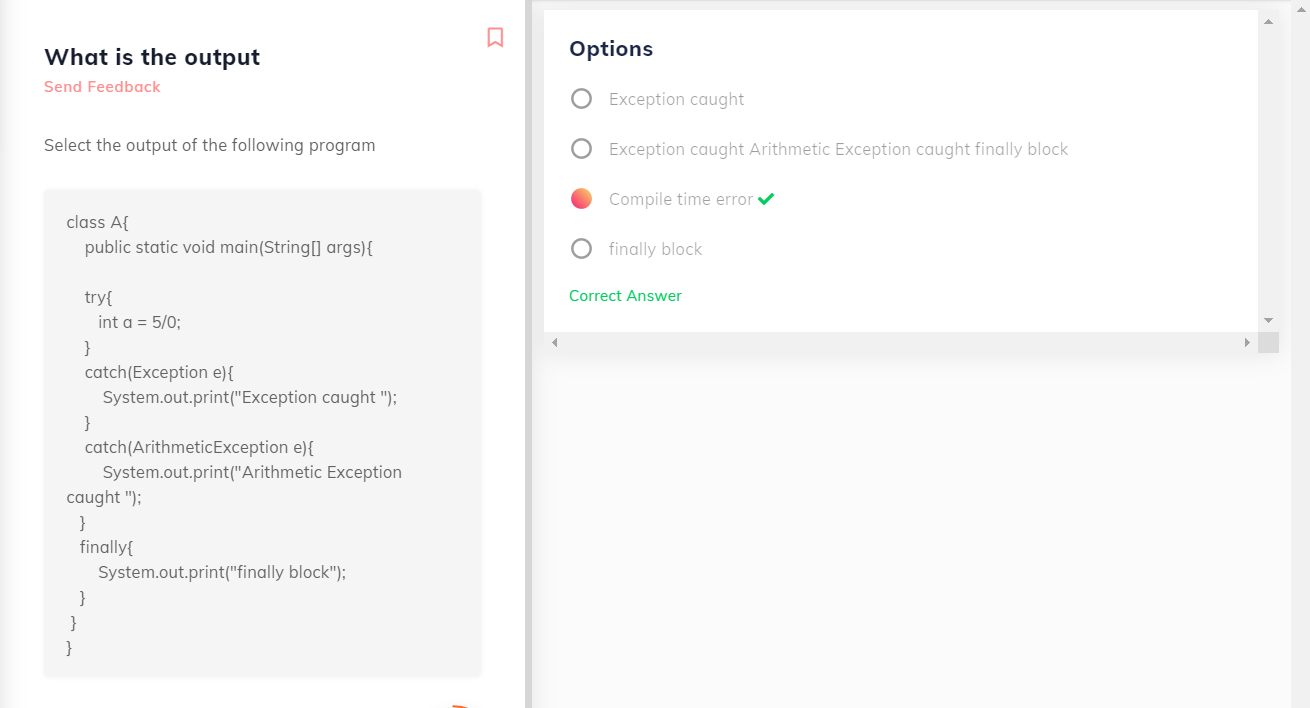 What is the output
Send Feedback
Select the output of the following program
class A{
public static void main(String[] args){
try{
int a = 5/0;
}
catch(Exception e){
System.out.print("Exception caught ");
}
catch(ArithmeticException e){
System.out.print("Arithmetic Exception
caught ");
}
finally{
System.out.print("finally block");
}
}
}
Options
Exception caught
Exception caught Arithmetic Exception caught finally block
Compile time error
finally block
Correct Answer